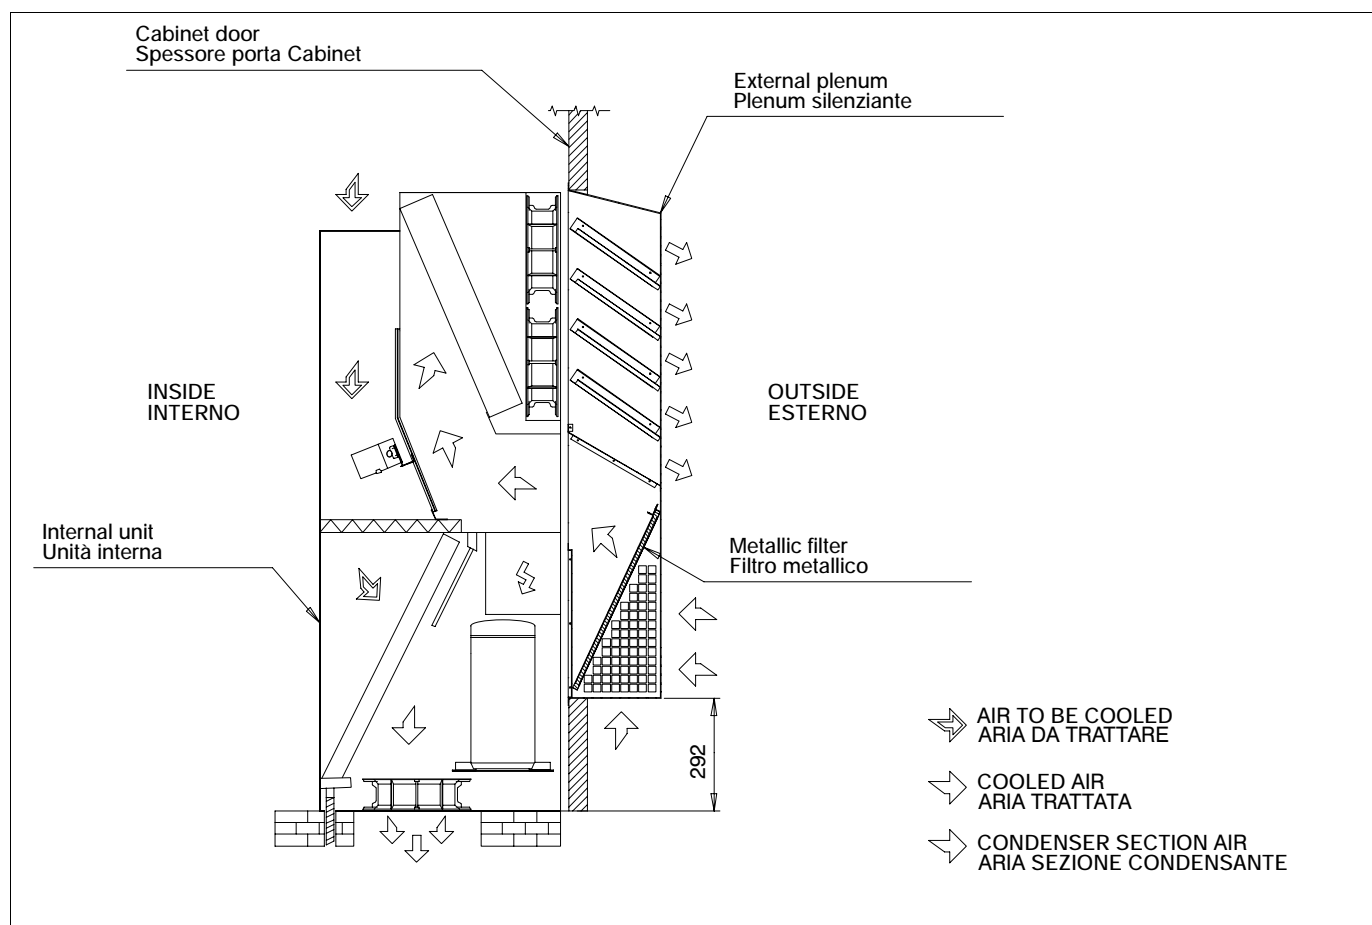 Cabinet door
Spessore porta Cabinet
External plenum
Plenum silenziante
INSIDE
INTERNO
OUTSIDE
ESTERNO
Internal unit
Unità interna
Metallic filter
Filtro metallico
292
AIR TO BE COOLED
ARIA DA TRATTARE
COOLED AIR
ARIA TRATTATA
CONDENSER SECTION AIR
ARIA SEZIONE CONDENSANTE